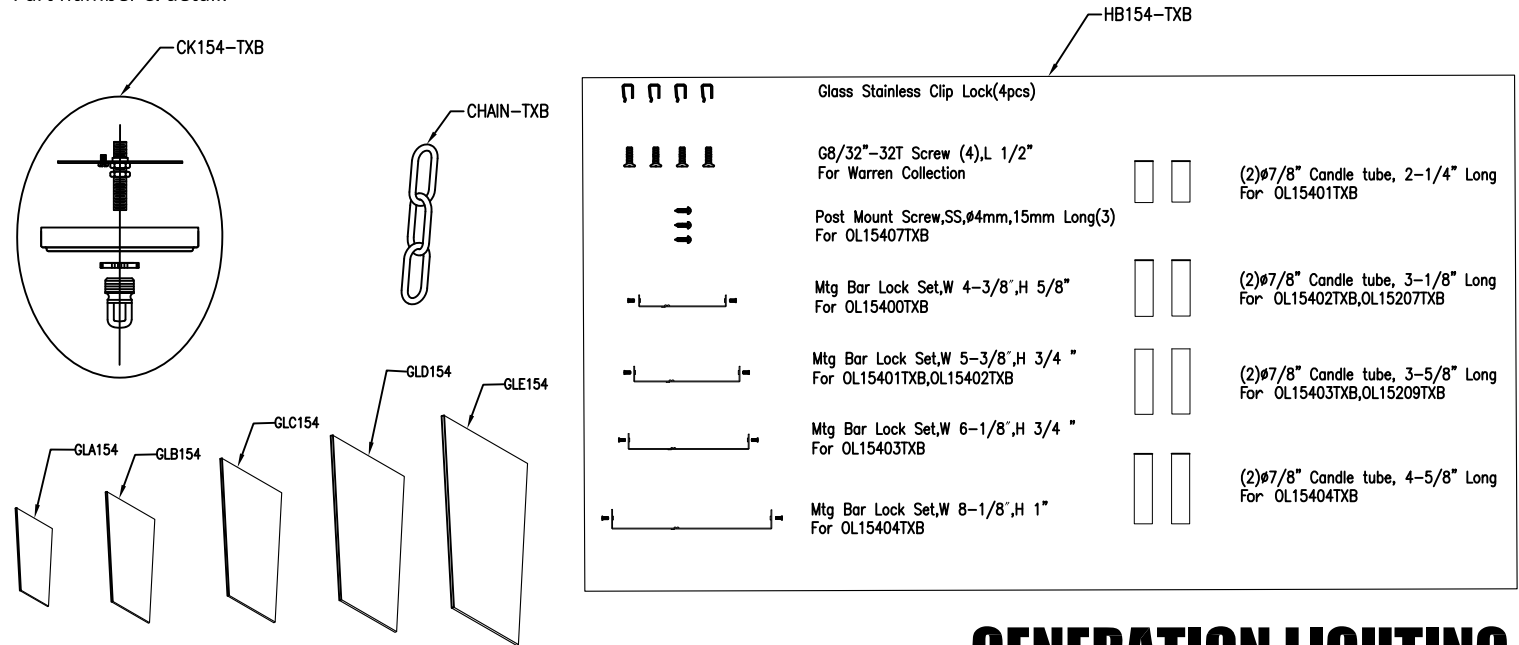 CK154-TXB
CHAIN-TXB
HB154-TXB
Glass Stainless Clip Lock(4pcs)
G8/32"-32T Screw (4),L 1/2"
For Warren Collection
Post Mount Screw,SS,ø4mm,15mm Long(3)
For OL15407TXB
Mtg Bar Lock Set,W 4-3/8",H 5/8"
For OL15400TXB
Mtg Bar Lock Set,W 5-3/8",H 3/4 "
For OL15401TXB,OL15402TXB
Mtg Bar Lock Set,W 6-1/8",H 3/4 "
For OL15403TXB
Mtg Bar Lock Set,W 8-1/8",H 1"
For OL15404TXB
(2)ø7/8" Candle tube, 2-1/4" Long
For OL15401TXB
(2)ø7/8" Candle tube, 3-1/8" Long
For OL15402TXB,OL15207TXB
(2)ø7/8" Candle tube, 3-5/8" Long
For OL15403TXB,OL15209TXB
(2)ø7/8" Candle tube, 4-5/8" Long
For OL15404TXB
GLA154
GLB154
GLC154
GLD154
GLE154
GENERATION LIGHTING